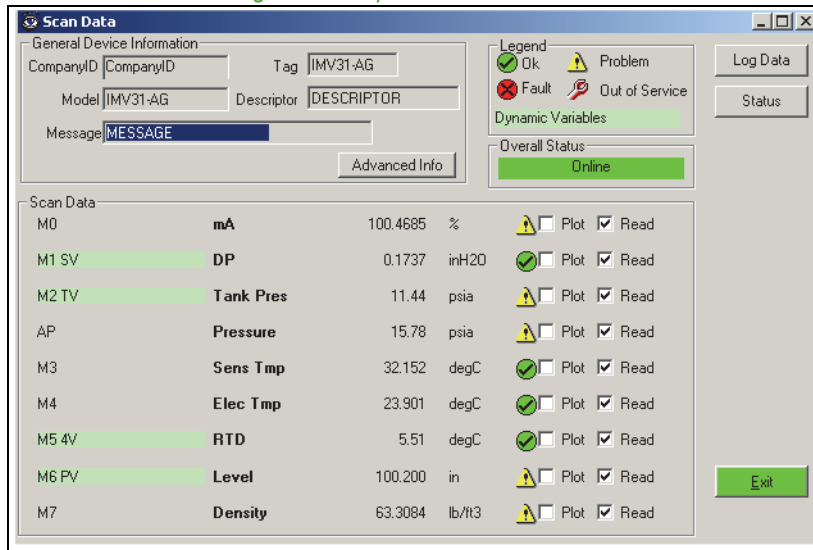 Scan Data
General Device Information
CompanyID CompanyID Tag IMV31-AG
Model IMV31-AG Descriptor DESCRIPTOR
Message MESSAGE
Advanced Info
Legend
Ok Problem
Fault Out of Service
Dynamic Variables
Overall Status
Online
Log Data
Status
Scan Data
M0 mA 100.4685 % Plot Read
M1 SV DP 0.1737 inH2O Plot Read
M2 TV Tank Pres 11.44 psia Plot Read
AP Pressure 15.78 psia Plot Read
M3 Sens Tmp 32.152 degC Plot Read
M4 Elec Tmp 23.901 degC Plot Read
M5 4V RTD 5.51 degC Plot Read
M6 PV Level 100.200 in Plot Read
M7 Density 63.3084 lb/ft3 Plot Read
Exit